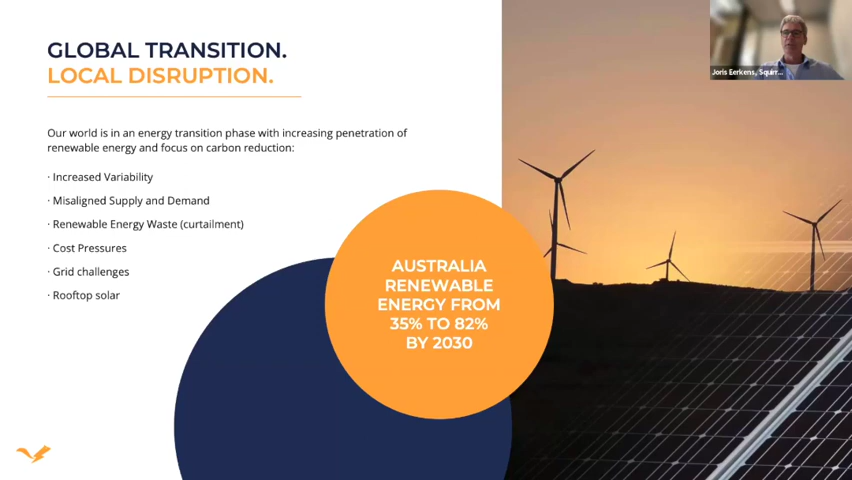 GLOBAL TRANSITION.
LOCAL DISRUPTION.
Our world is in an energy transition phase with increasing penetration of
renewable energy and focus on carbon reduction:
· Increased Variability
· Misaligned Supply and Demand
· Renewable Energy Waste (curtailment)
· Cost Pressures
· Grid challenges
· Rooftop solar
AUSTRALIA
RENEWABLE
ENERGY FROM
35% TO 82%
BY 2030
Joris Eerkens, Squirr...